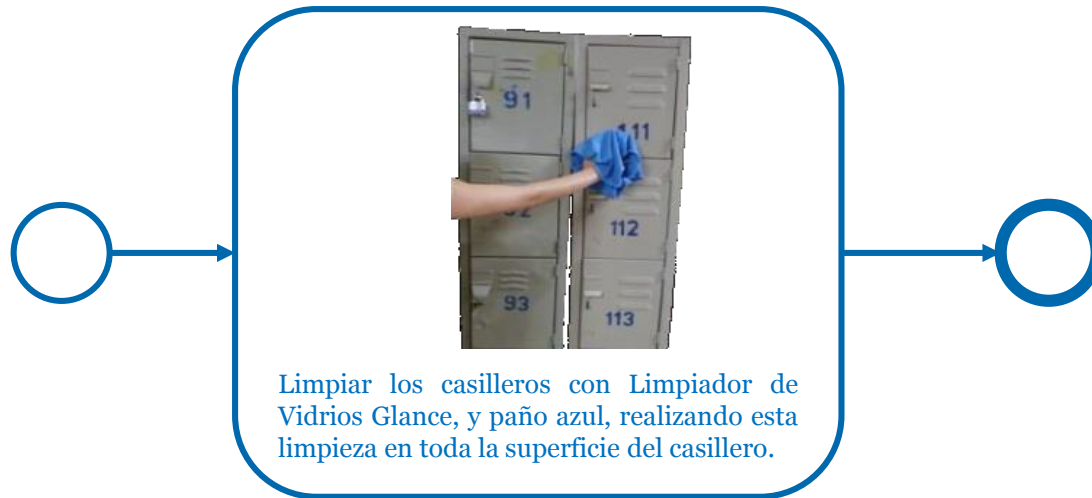 91
111
112
93
113
Limpiar los casilleros con Limpiador de
Vidrios Glance, y paño azul, realizando esta
limpieza en toda la superficie del casillero.